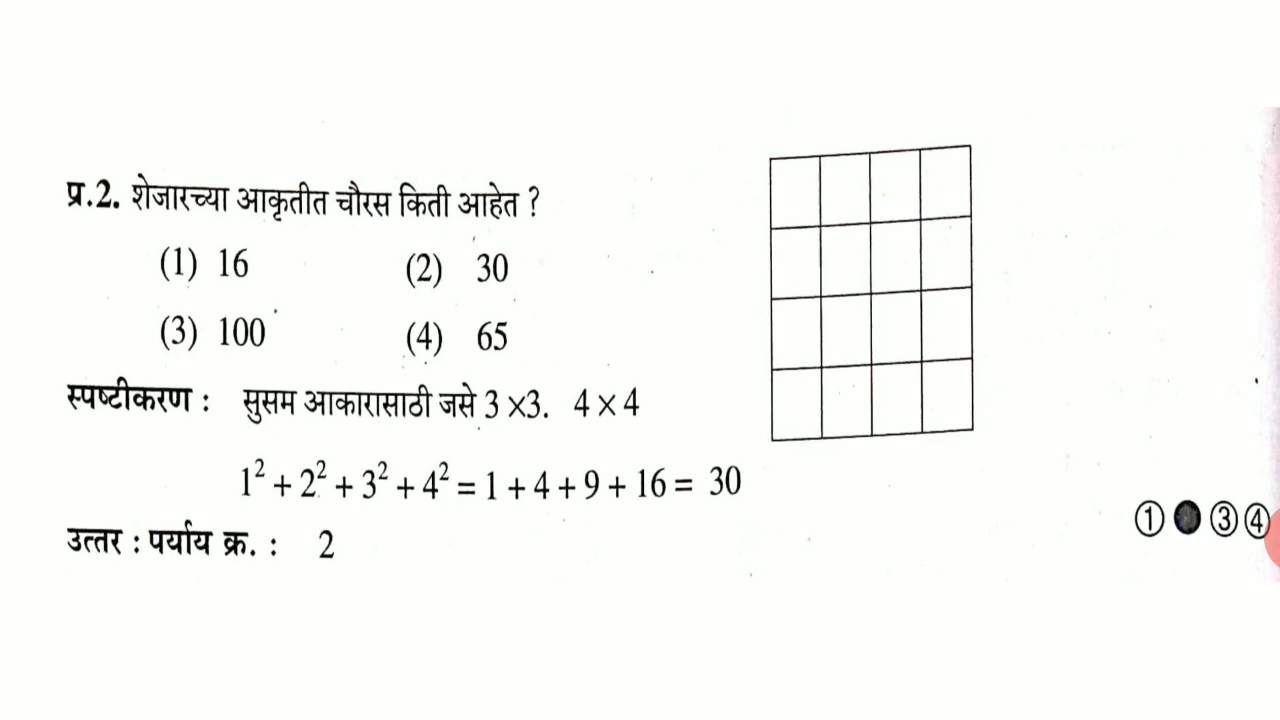 प्र.2. शेजारच्या आकृतीत चौरस किती आहेत ?
(1) 16 (2) 30
(3) 100 (4) 65
स्पष्टीकरण : सुसम आकारासाठी जसे 3 ×3. 4 × 4
1² + 2² + 3² + 4² = 1 + 4 + 9 + 16 = 30
उत्तर : पर्याय क्र. : 2
① ● ③ ④